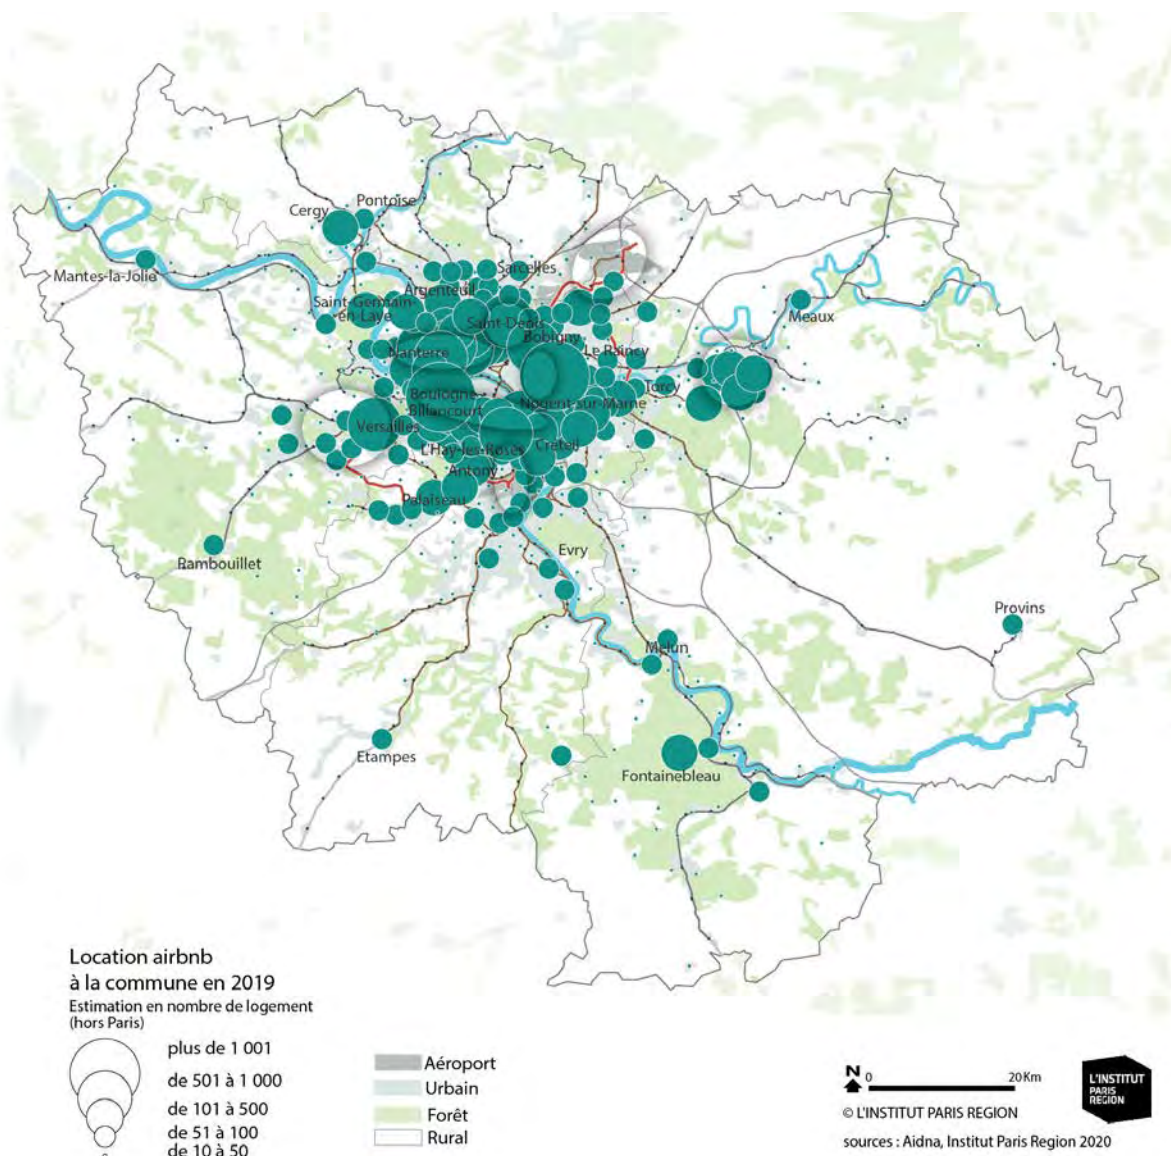 Pontoise
Cergy
Mantes-la-Jolie
Sarcelles
Argenteuil
Saint-Germain-
en-Laye
Saint-Denis
Bobigny
Meaux
Nanterre
Le Raincy
Torcy
Boulogne-
Billancourt
Nogent-sur-Marne
Versailles
L'Hay-les-Roses
Créteil
Antony
Palaiseau
Evry
Rambouillet
Provins
Melun
Etampes
Fontainebleau
Location airbnb
à la commune en 2019
Estimation en nombre de logement
(hors Paris)
plus de 1 001
de 501 à 1 000
de 101 à 500
de 51 à 100
de 10 à 50
Aéroport
Urbain
Forêt
Rural
N 0 20 Km
© L'INSTITUT PARIS REGION
sources : Aidna, Institut Paris Region 2020
L'INSTITUT
PARIS
REGION